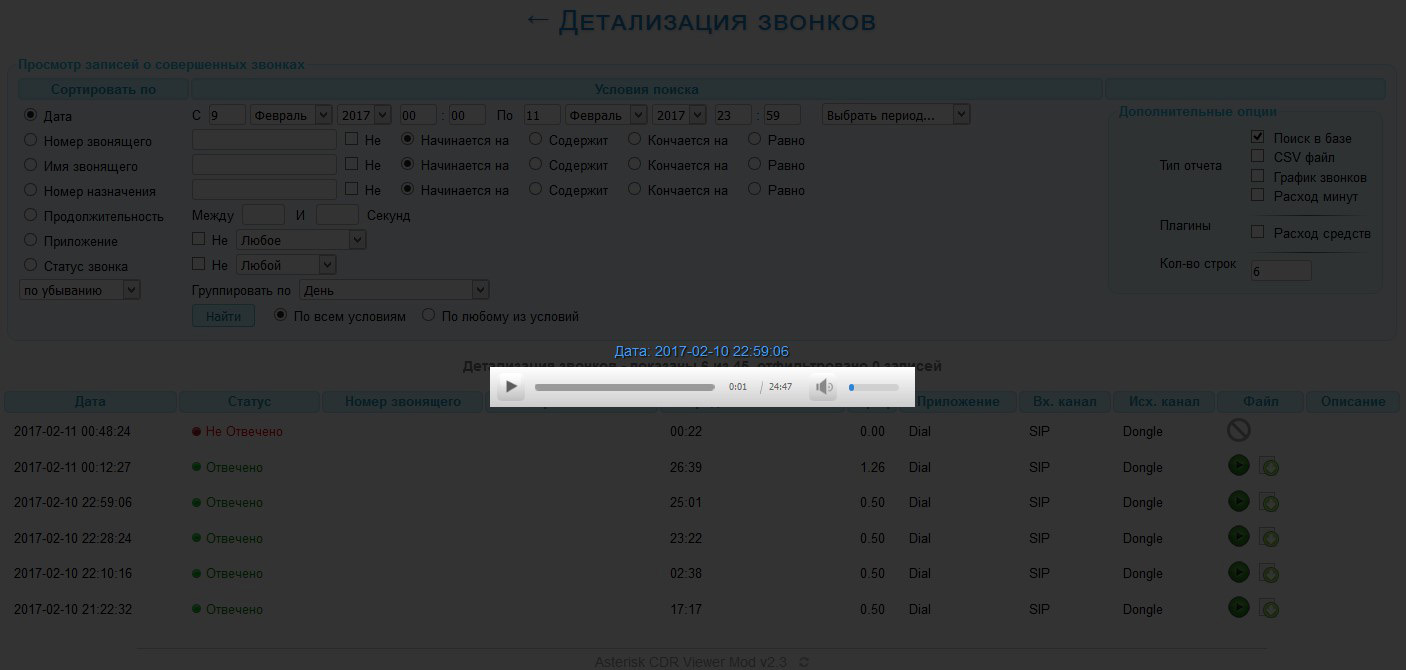 ← Детализация звонков
Просмотр записей о совершенных звонках
Сортировать по Условия поиска
Дата С 9 Февраль 2017 00 : 00 По 11 Февраль 2017 23 : 59 Выбрать период... Дополнительные опции
Номер звонящего Не Начинается на Содержит Кончается на Равно
Имя звонящего Не Начинается на Содержит Кончается на Равно
Номер назначения Не Начинается на Содержит Кончается на Равно
Продолжительность Между И Секунд
Приложение Не Любое
Статус звонка Не Любой
по убыванию Группировать по День
Найти По всем условиям По любому из условий
Тип отчета Поиск в базе
CSV файл
График звонков
Расход минут
Плагины Расход средств
Кол-во строк 6
Дата: 2017-02-10 22:59:06
Детализация звонков - показаны 6 из 45, отфильтровано 0 записей
0:01 / 24:47
Дата Статус Номер звонящего Приложение Вх. канал Исх. канал Файл Описание
2017-02-11 00:48:24 Не Отвечено 00:22 0.00 Dial SIP Dongle
2017-02-11 00:12:27 Отвечено 26:39 1.26 Dial SIP Dongle
2017-02-10 22:59:06 Отвечено 25:01 0.50 Dial SIP Dongle
2017-02-10 22:28:24 Отвечено 23:22 0.50 Dial SIP Dongle
2017-02-10 22:10:16 Отвечено 02:38 0.50 Dial SIP Dongle
2017-02-10 21:22:32 Отвечено 17:17 0.50 Dial SIP Dongle
Asterisk CDR Viewer Mod v2.3